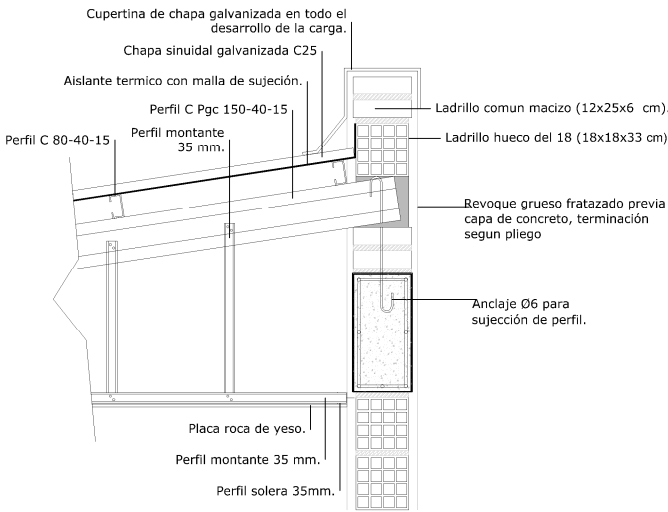 Cupertina de chapa galvanizada en todo el
desarrollo de la carga.
Chapa sinuidal galvanizada C25
Aislante termico con malla de sujeción.
Perfil C Pgc 150-40-15
Ladrillo comun macizo (12x25x6 cm).
Perfil C 80-40-15
Perfil montante
35 mm.
Ladrillo hueco del 18 (18x18x33 cm)
Revoque grueso fratazado previa
capa de concreto, terminación
segun pliego
Anclaje Ø6 para
sujección de perfil.
Placa roca de yeso.
Perfil montante 35 mm.
Perfil solera 35mm.